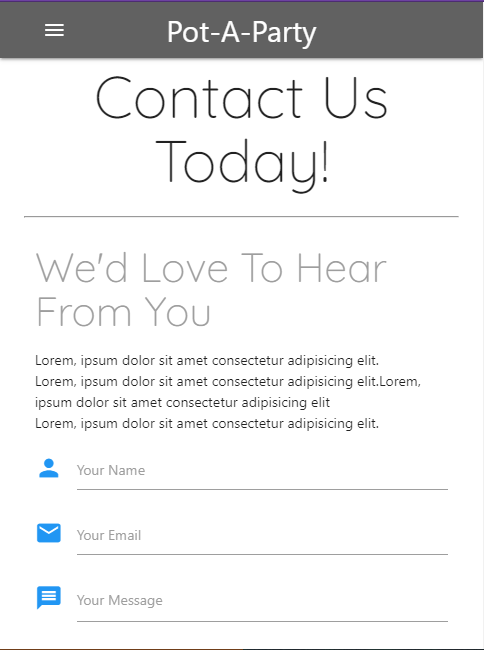 Pot-A-Party
Contact Us
Today!
We'd Love To Hear
From You
Lorem, ipsum dolor sit amet consectetur adipisicing elit.
Lorem, ipsum dolor sit amet consectetur adipisicing elit.Lorem,
ipsum dolor sit amet consectetur adipisicing elit
Lorem, ipsum dolor sit amet consectetur adipisicing elit.
Your Name
Your Email
Your Message